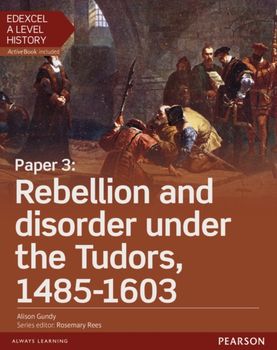 EDEXCEL
A LEVEL
HISTORY
ActiveBook included
Paper 3:
Rebellion and
disorder under
the Tudors,
1485-1603
Alison Gundy
Series editor: Rosemary Rees
ALWAYS LEARNING
PEARSON